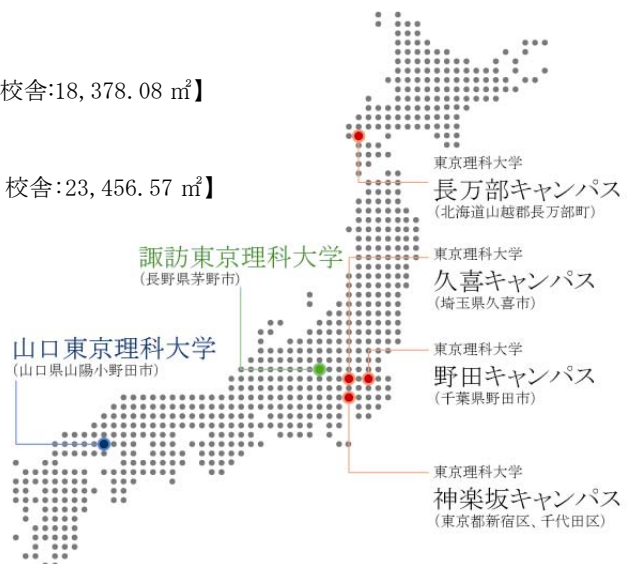 校舎:18,378.08 ㎡】
校舎:23,456.57 ㎡】
東京理科大学
長万部キャンパス
(北海道山越郡長万部町)
諏訪東京理科大学
(長野県茅野市)
東京理科大学
久喜キャンパス
(埼玉県久喜市)
山口東京理科大学
(山口県山陽小野田市)
東京理科大学
野田キャンパス
(千葉県野田市)
東京理科大学
神楽坂キャンパス
(東京都新宿区、千代田区)